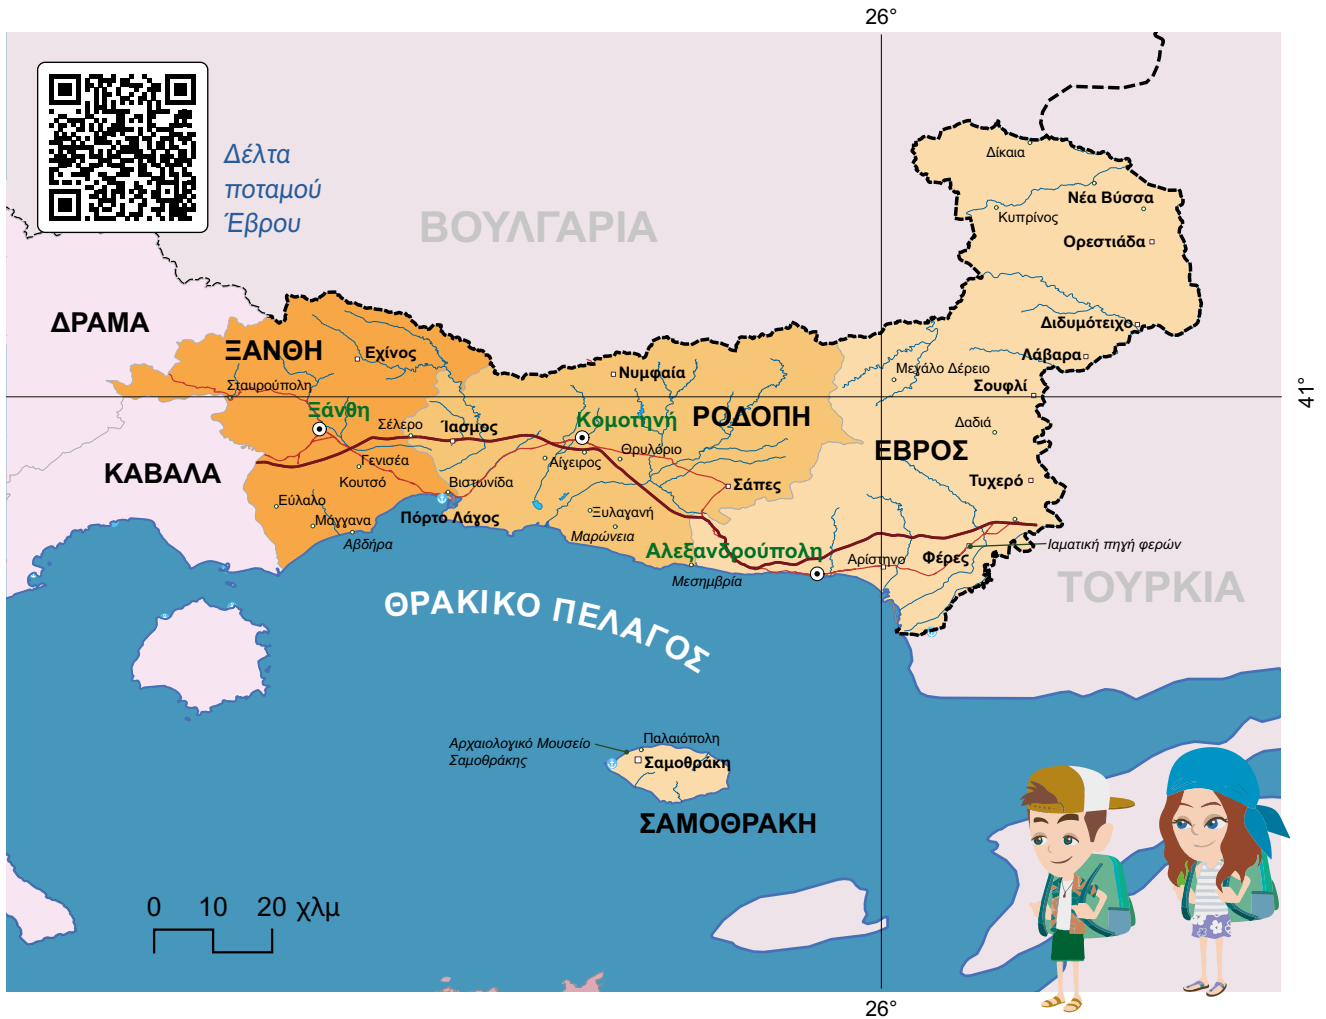 26°
Δέλτα
ποταμού
Έβρου
ΒΟΥΛΓΑΡΙΑ
Δίκαια
Νέα Βύσσα
Κυπρίνος
Ορεστιάδα
ΔΡΑΜΑ
Διδυμότειχο
ΞΑΝΘΗ
Εχίνος
Λάβαρα
Νυμφαία
Μεγάλο Δέρειο
Σταυρούπολη
Σουφλί
41°
Ξάνθη
Κομοτηνή
ΡΟΔΟΠΗ
Σέλερο
Ίασμος
Δαδιά
Θρυλόριο
ΕΒΡΟΣ
Γενισέα
Αίγειρος
ΚΑΒΑΛΑ
Κουτσό
Βιστωνίδα
Σάπες
Τυχερό
Εύλαλο
Μάγγανα
Πόρτο Λάγος
Ξυλαγανή
Μαρώνεια
Αβδήρα
Αλεξανδρούπολη
Αρίστηνο
Φέρες
Ιαματική πηγή φερών
Μεσημβρία
ΤΟΥΡΚΙΑ
ΘΡΑΚΙΚΟ ΠΕΛΑΓΟΣ
Παλαιόπολη
Αρχαιολογικό Μουσείο
Σαμοθράκης
Σαμοθράκη
ΣΑΜΟΘΡΑΚΗ
0 10 20 χλμ
26°